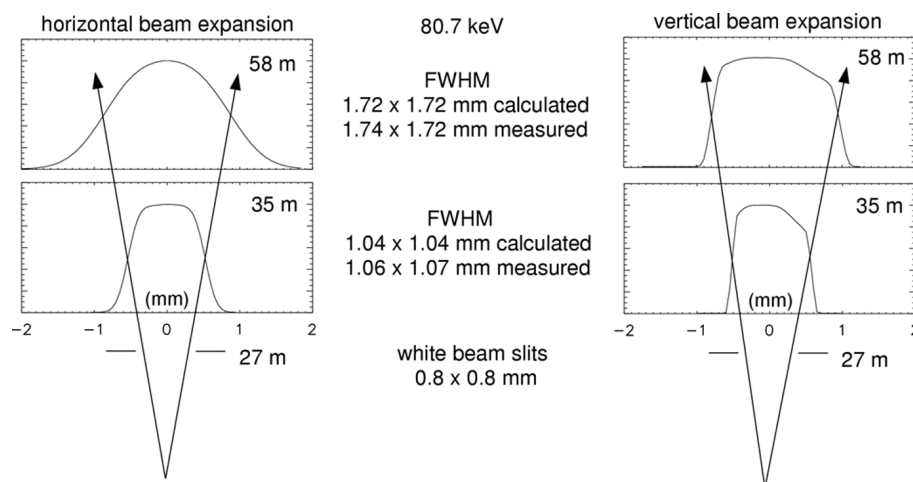 horizontal beam expansion
80.7 keV
vertical beam expansion
58 m
58 m
FWHM
1.72 x 1.72 mm calculated
1.74 x 1.72 mm measured
35 m
35 m
FWHM
1.04 x 1.04 mm calculated
1.06 x 1.07 mm measured
(mm)
(mm)
−2 −1 0 1 2
−2 −1 0 1 2
27 m
27 m
white beam slits
0.8 x 0.8 mm